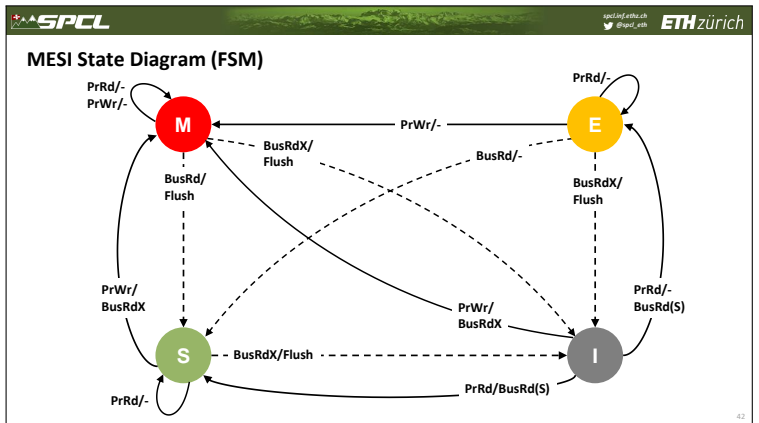 SPCL
spcl.inf.ethz.ch
@spcl_eth
ETH zürich
MESI State Diagram (FSM)
PrRd/-
PrWr/-
M
PrWr/-
PrRd/-
E
BusRd/
Flush
BusRdX/
Flush
BusRd/-
BusRdX/
Flush
PrWr/
BusRdX
PrWr/
BusRdX
PrRd/-
BusRd(S)
S
BusRdX/Flush
I
PrRd/-
PrRd/BusRd(S)
42